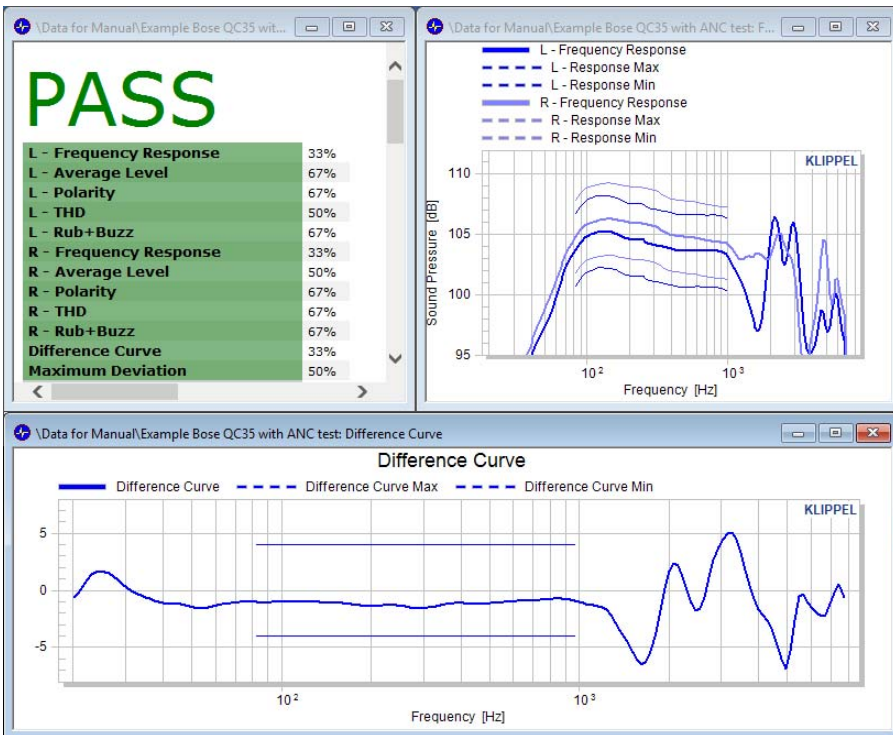 \Data for Manual\Example Bose QC35 wit...
PASS
L - Frequency Response 33%
L - Average Level 67%
L - Polarity 67%
L - THD 50%
L - Rub+Buzz 67%
R - Frequency Response 33%
R - Average Level 50%
R - Polarity 67%
R - THD 67%
R - Rub+Buzz 67%
Difference Curve 33%
Maximum Deviation 50%
\Data for Manual\Example Bose QC35 with ANC test: F...
L - Frequency Response
L - Response Max
L - Response Min
R - Frequency Response
R - Response Max
R - Response Min
KLIPPEL
110
105
100
95
Sound Pressure [dB]
10² 10³
Frequency [Hz]
\Data for Manual\Example Bose QC35 with ANC test: Difference Curve
Difference Curve
Difference Curve Difference Curve Max Difference Curve Min
KLIPPEL
5
0
-5
10² 10³
Frequency [Hz]